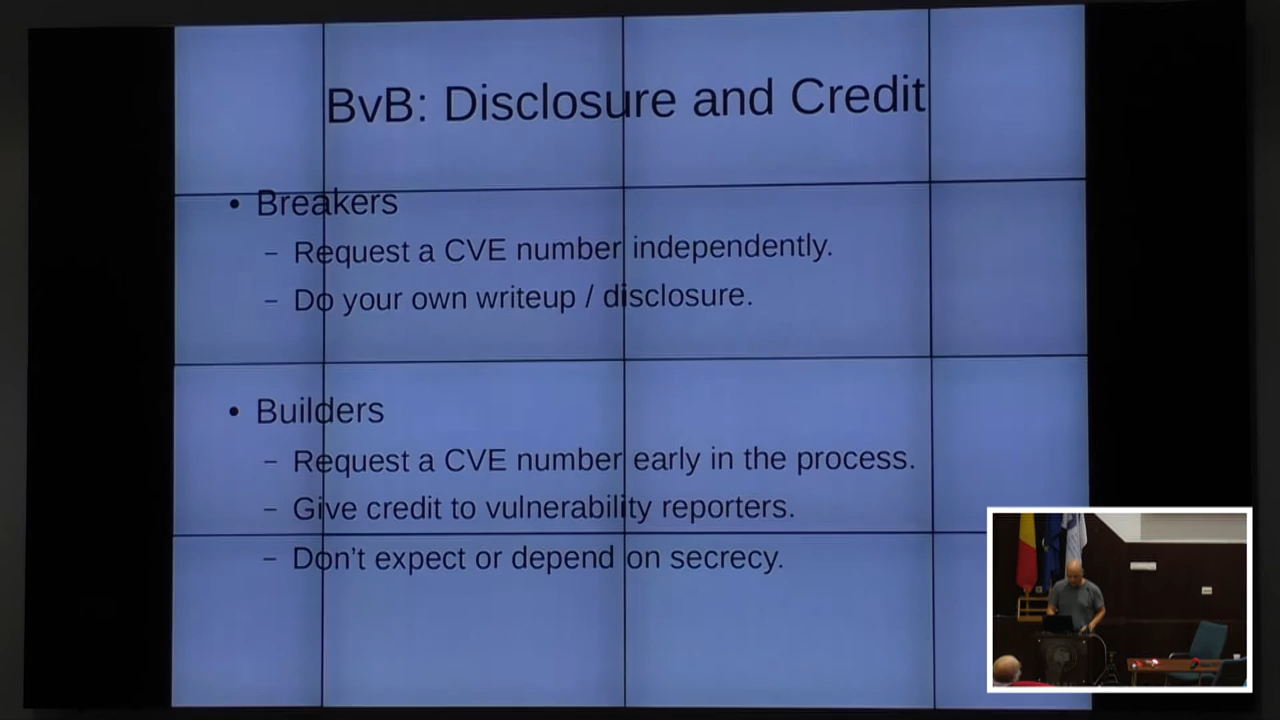 BvB: Disclosure and Credit
• Breakers
– Request a CVE number independently.
– Do your own writeup / disclosure.
• Builders
– Request a CVE number early in the process.
– Give credit to vulnerability reporters.
– Don't expect or depend on secrecy.